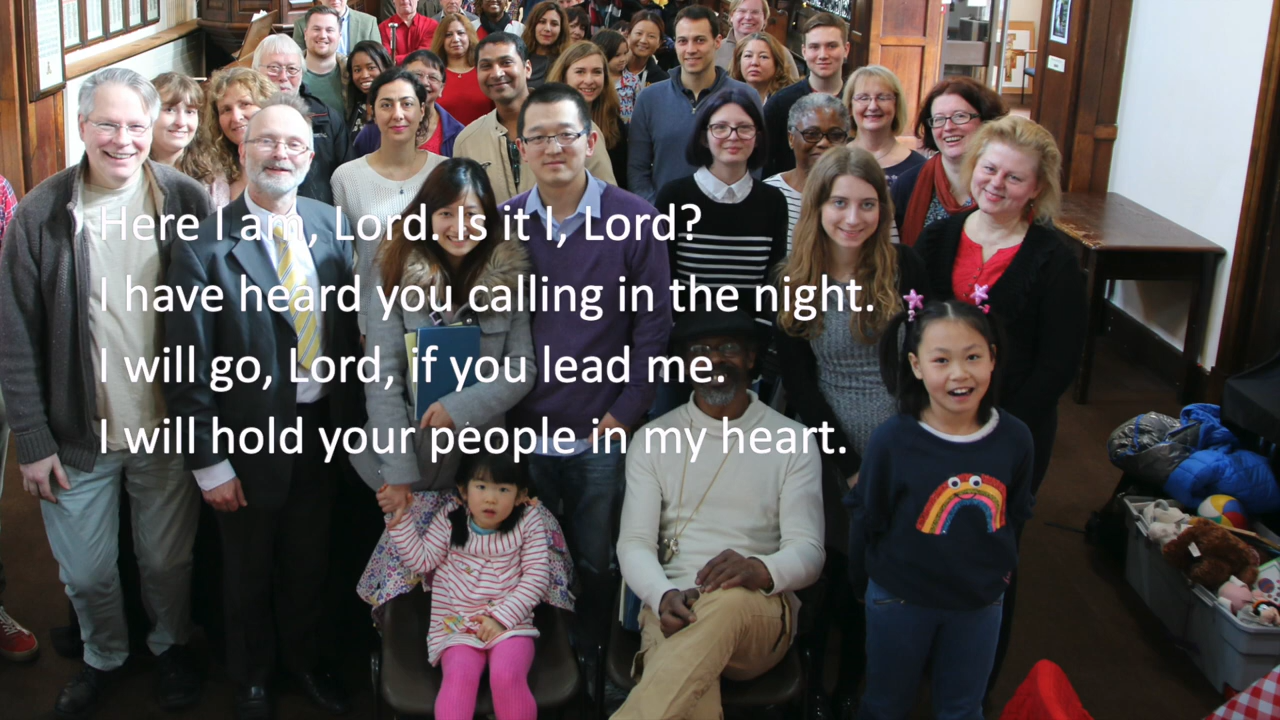 Here I am, Lord. Is it I, Lord?
I have heard you calling in the night.
I will go, Lord, if you lead me.
I will hold your people in my heart.